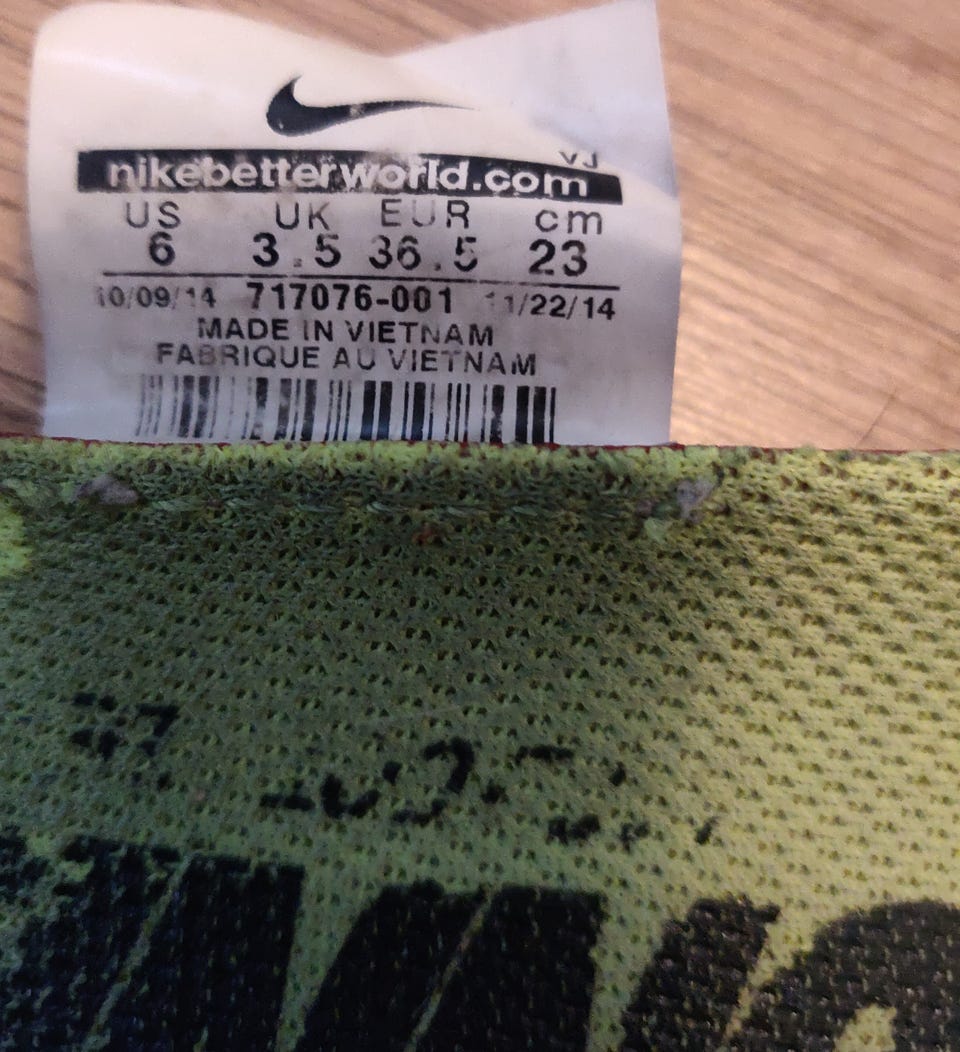 VJ
nikebetterworld.com
US UK EUR cm
6 3.5 36.5 23
10/09/14 717076-001 11/22/14
MADE IN VIETNAM
FABRIQUE AU VIETNAM